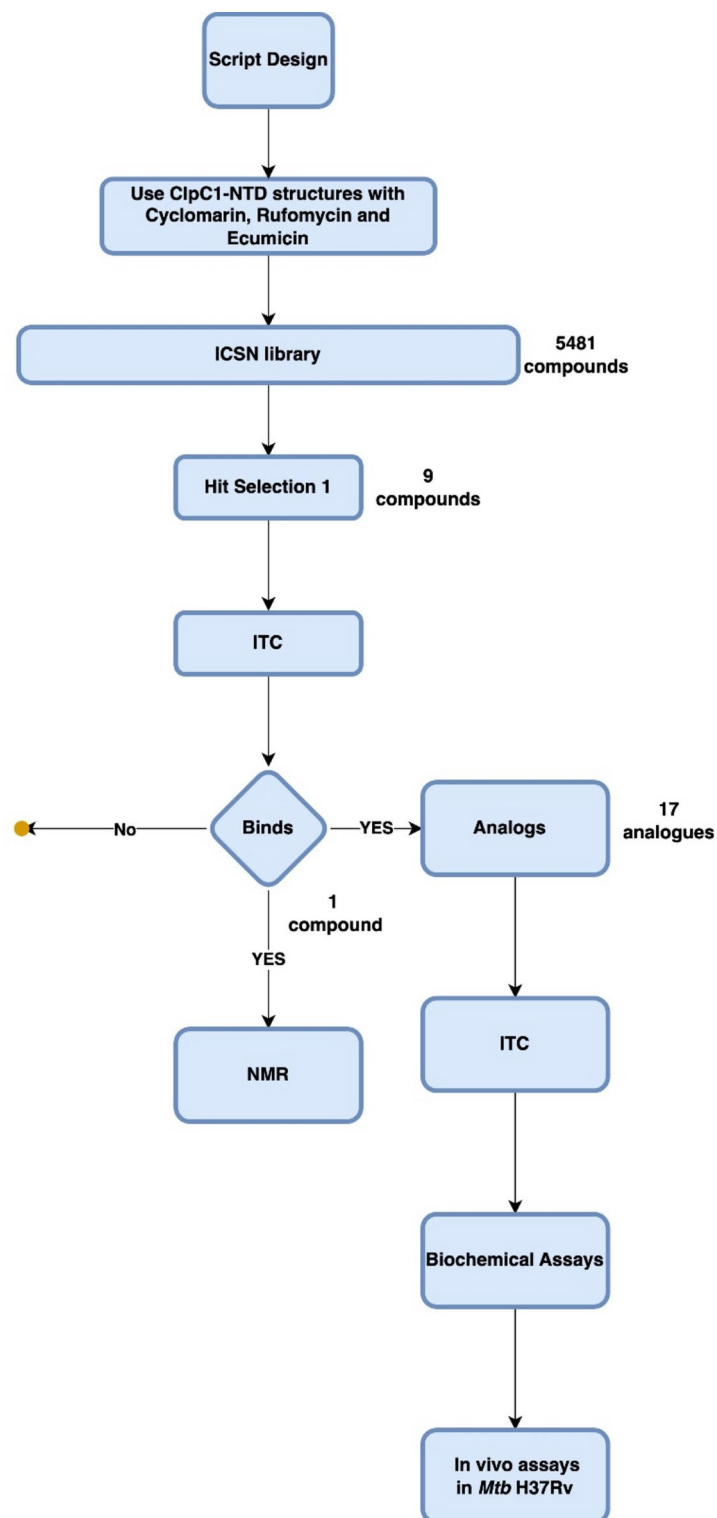 Script Design
Use ClpC1-NTD structures with
Cyclomarin, Rufomycin and
Ecumicin
ICSN library
5481
compounds
Hit Selection 1
9
compounds
ITC
No
Binds
YES
Analogs
17
analogues
1
compound
YES
NMR
ITC
Biochemical Assays
In vivo assays
in Mtb H37Rv